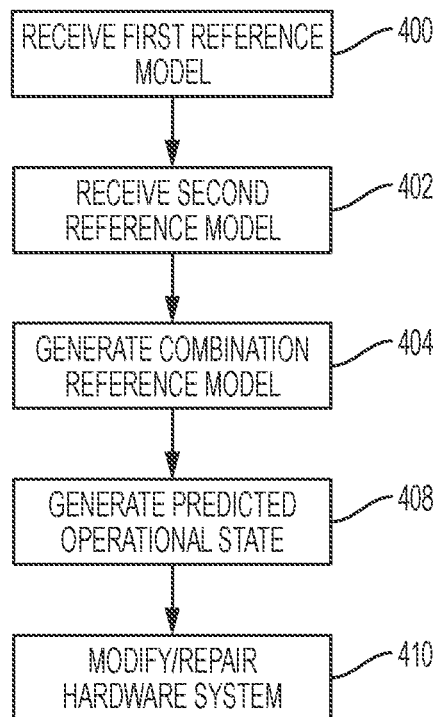 RECEIVE FIRST REFERENCE
MODEL
400
RECEIVE SECOND
REFERENCE MODEL
402
GENERATE COMBINATION
REFERENCE MODEL
404
GENERATE PREDICTED
OPERATIONAL STATE
408
MODIFY/REPAIR
HARDWARE SYSTEM
410